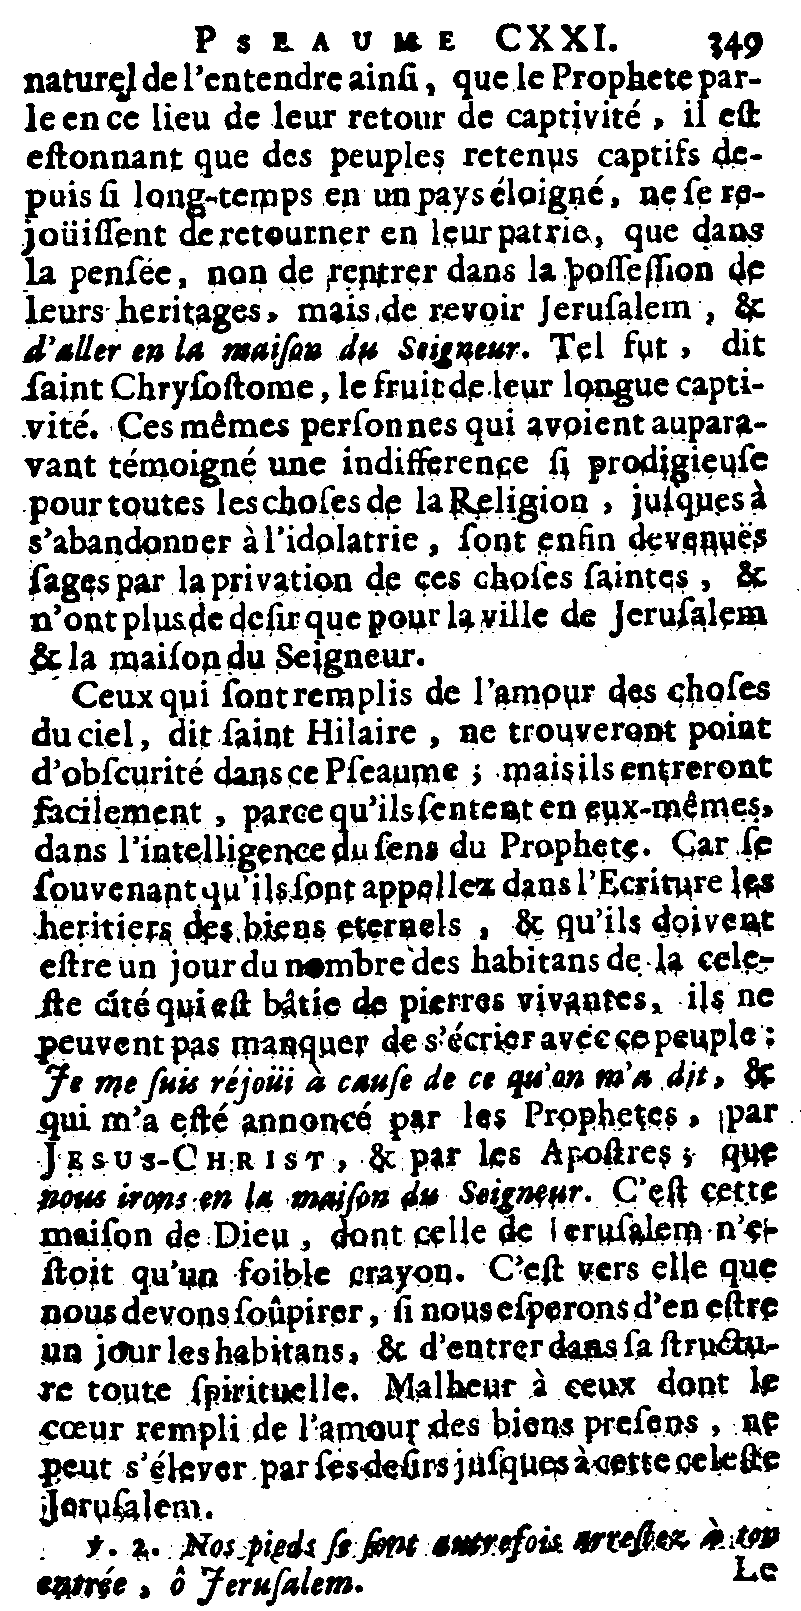 PSEAUME CXXI. 349
naturel de l'entendre ainſi, que le Prophete par-
le en ce lieu de leur retour de captivité, il eſt
eſtonnant que des peuples retenus captifs de-
puis ſi long-temps en un pays éloigné, ne ſe re-
joüiſſent de retourner en leur patrie, que dans
la penſée, non de rentrer dans la poſſeſſion de
leurs heritages, mais de revoir Jeruſalem, &
d'aller en la maiſon du Seigneur. Tel fut, dit
ſaint Chryſoſtome, le fruit de leur longue capti-
vité. Ces mêmes perſonnes qui avoient aupara-
vant témoigné une indifference ſi prodigieuſe
pour toutes les choſes de la Religion, juſques à
s'abandonner à l'idolatrie, ſont enfin devenuës
ſages par la privation de ces choſes ſaintes, &
n'ont plus de deſir que pour la ville de Jeruſalem
& la maiſon du Seigneur.
Ceux qui ſont remplis de l'amour des choſes
du ciel, dit ſaint Hilaire, ne trouveront point
d'obſcurité dans ce Pſeaume; mais ils entreront
facilement, parce qu'ils ſentent en eux-mêmes,
dans l'intelligence du ſens du Prophete. Car ſe
ſouvenant qu'ils ſont appellez dans l'Ecriture les
heritiers des biens eternels, & qu'ils doivent
eſtre un jour du nombre des habitans de la cele-
ſte cité qui eſt bâtie de pierres vivantes, ils ne
peuvent pas manquer de s'écrier avec ce peuple:
Je me ſuis réjoüi à cauſe de ce qu'on m'a dit, &
qui m'a eſté annoncé par les Prophetes, par
JESUS-CHRIST, & par les Apoſtres; que
nous irons en la maiſon du Seigneur. C'eſt cette
maiſon de Dieu, dont celle de Jeruſalem n'e-
ſtoit qu'un foible crayon. C'eſt vers elle que
nous devons ſoûpirer, ſi nous eſperons d'en eſtre
un jour les habitans, & d'entrer dans ſa ſtructu-
re toute ſpirituelle. Malheur à ceux dont le
cœur rempli de l'amour des biens preſens, ne
peut s'élever par ſes deſirs juſques à cette celeſte
Jeruſalem.
℣. 2. Nos pieds ſe ſont autrefois arreſtez à ton
entrée, ô Jeruſalem.
Le